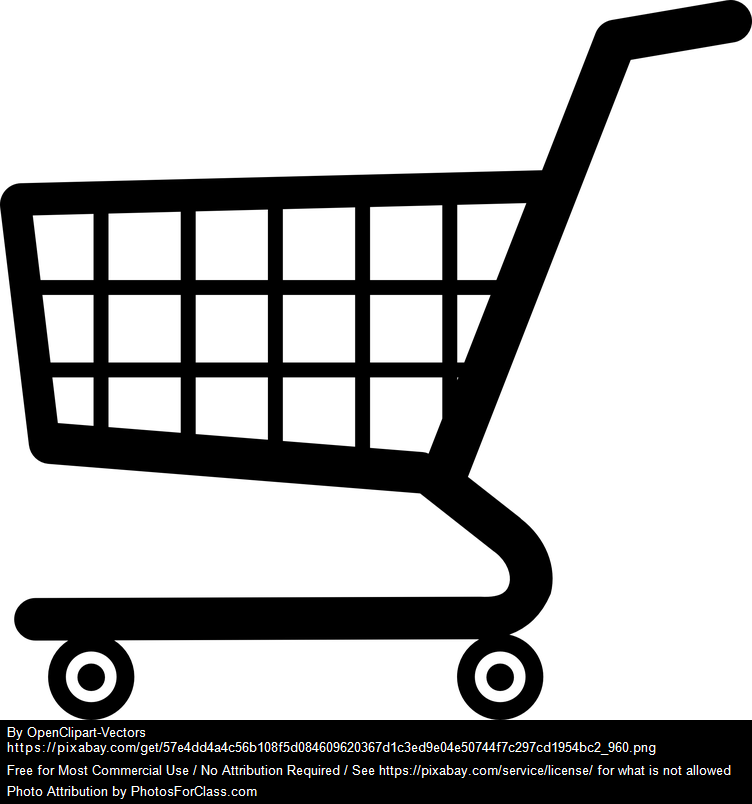 By OpenClipart-Vectors
https://pixabay.com/get/57e4dd4a4c56b108f5d084609620367d1c3ed9e04e50744f7c297cd1954bc2_960.png
Free for Most Commercial Use / No Attribution Required / See https://pixabay.com/service/license/ for what is not allowed
Photo Attribution by PhotosForClass.com